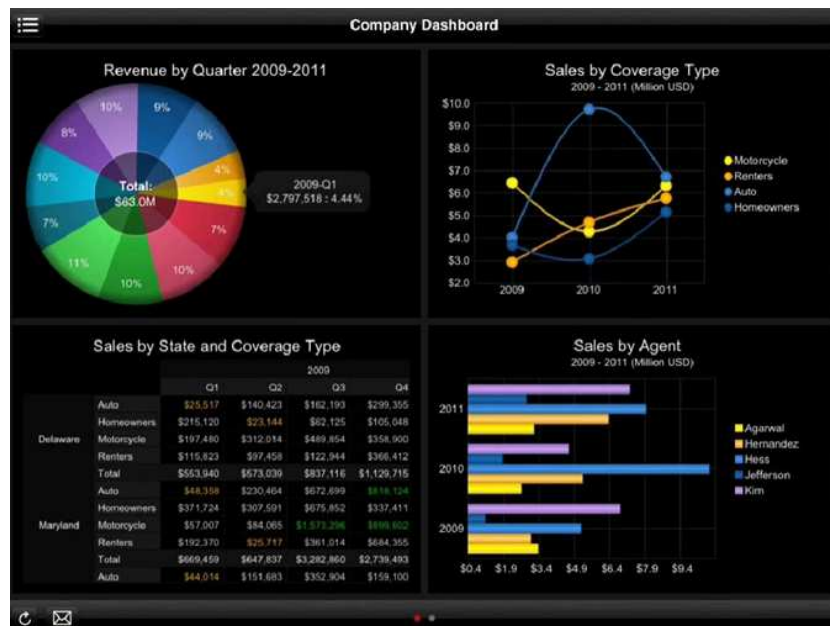 Company Dashboard
Revenue by Quarter 2009-2011
10%
9%
9%
4%
4%
7%
10%
10%
11%
7%
10%
8%
Total:
$63.0M
2009-Q1
$2,797,518 : 4.44%
Sales by Coverage Type
2009 - 2011 (Million USD)
$10.0
$9.0
$8.0
$7.0
$6.0
$5.0
$4.0
$3.0
$2.0
2009 2010 2011
Motorcycle
Renters
Auto
Homeowners
Sales by State and Coverage Type
2009
Q1 Q2 Q3 Q4
Delaware
Auto $25,517 $140,423 $162,193 $299,355
Homeowners $215,120 $23,144 $62,125 $105,048
Motorcycle $197,480 $312,014 $489,854 $358,900
Renters $115,823 $97,458 $122,944 $366,412
Total $553,940 $573,039 $837,116 $1,129,715
Maryland
Auto $48,358 $230,464 $672,699 $818,124
Homeowners $371,724 $307,591 $675,852 $337,411
Motorcycle $57,007 $84,065 $1,573,296 $899,602
Renters $192,370 $25,717 $361,014 $684,355
Total $669,459 $647,837 $3,282,860 $2,739,493
Auto $44,014 $151,683 $352,904 $159,100
Sales by Agent
2009 - 2011 (Million USD)
2011
2010
2009
$0.4 $1.9 $3.4 $4.9 $6.4 $7.9 $9.4
Agarwal
Hernandez
Hess
Jefferson
Kim